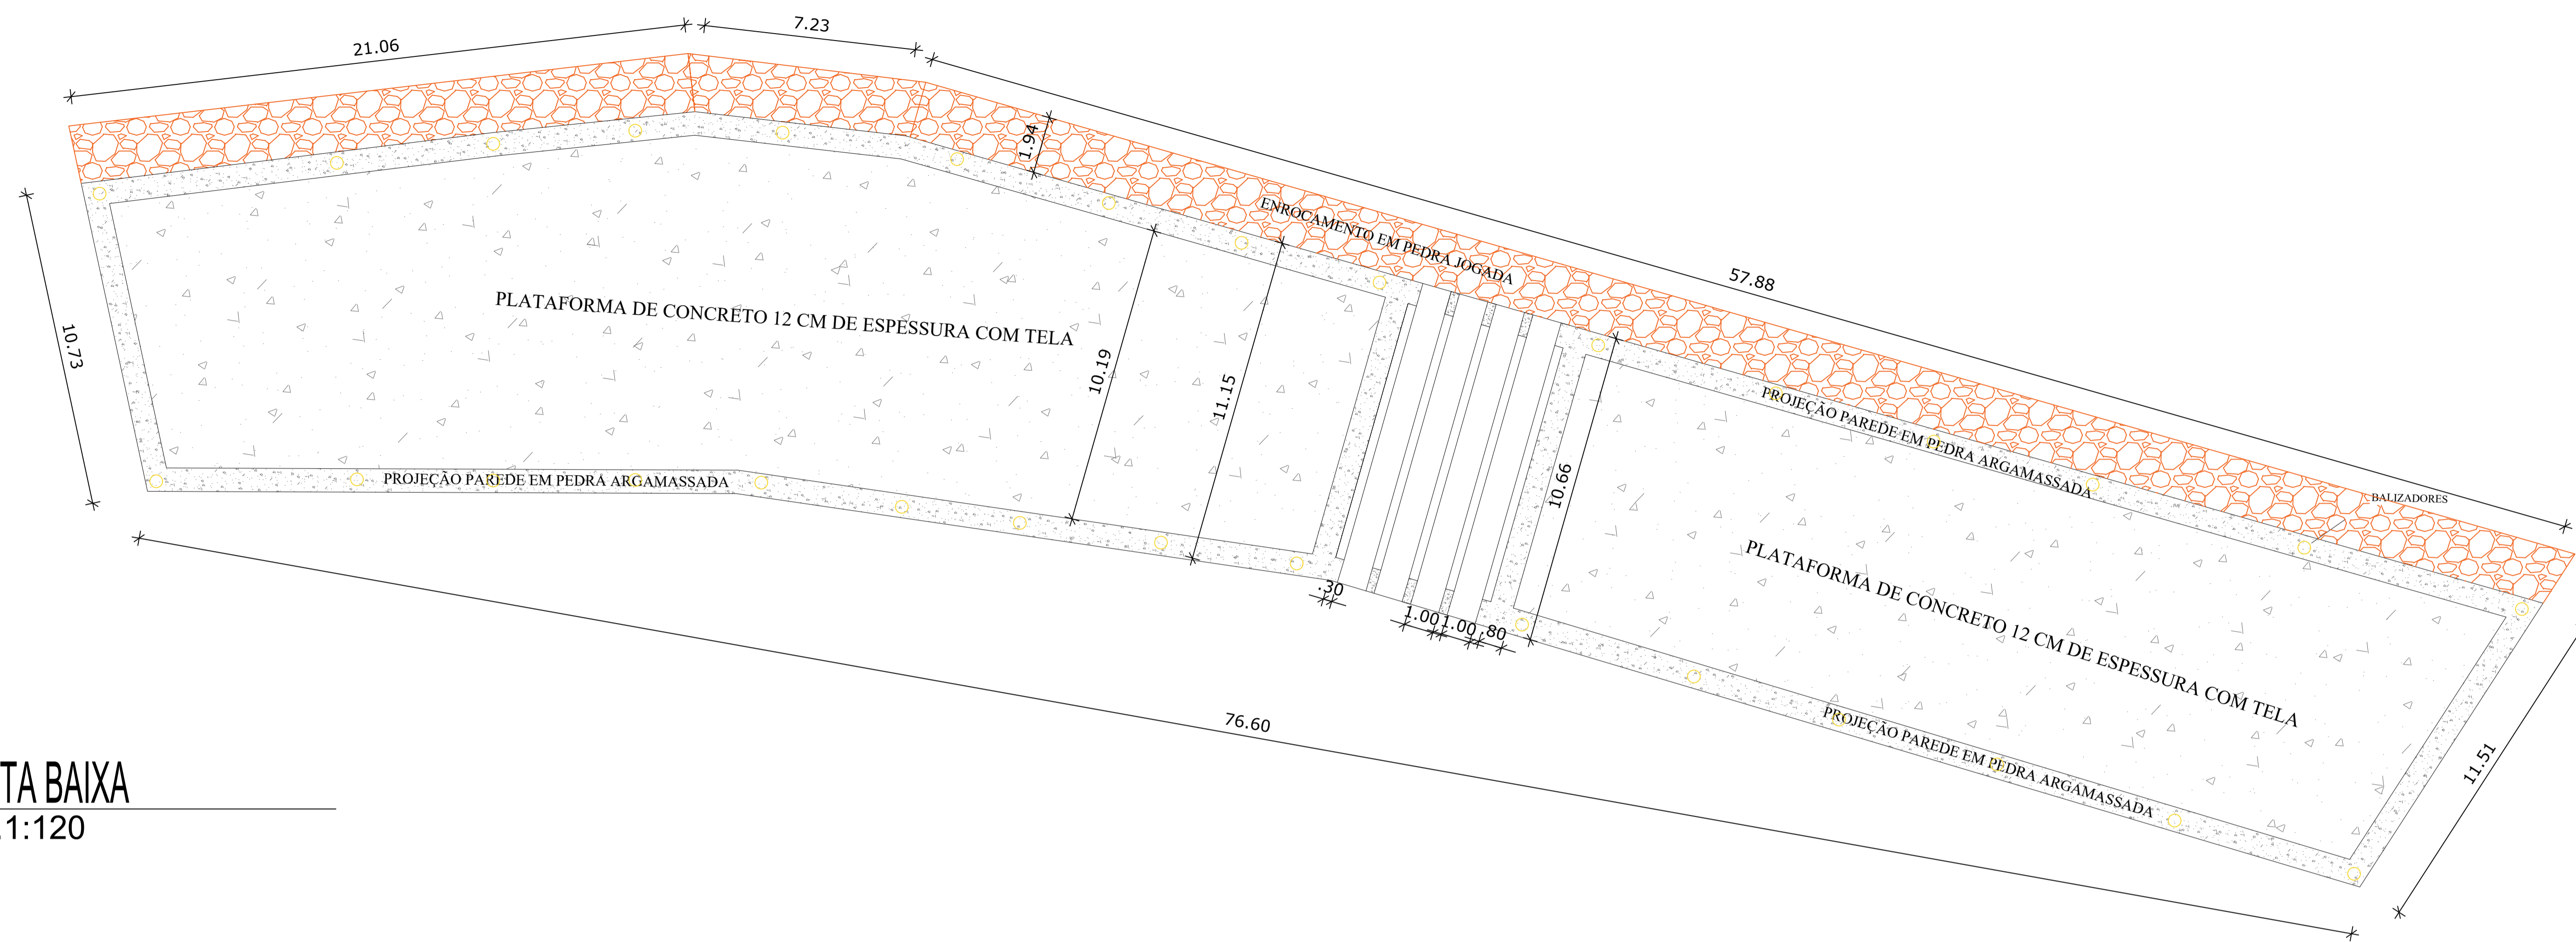 21.06
7.23
57.88
1.94
ENROCAMENTO EM PEDRA JOGADA
10.73
PLATAFORMA DE CONCRETO 12 CM DE ESPESSURA COM TELA
10.19
11.15
10.66
PROJEÇÃO PAREDE EM PEDRA ARGAMASSADA
BALIZADORES
PROJEÇÃO PAREDE EM PEDRA ARGAMASSADA
PLATAFORMA DE CONCRETO 12 CM DE ESPESSURA COM TELA
.30
1.00
1.00
.80
PROJEÇÃO PAREDE EM PEDRA ARGAMASSADA
76.60
11.51
TA BAIXA
1:120